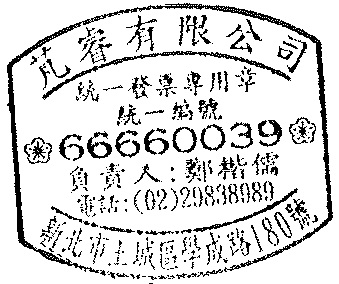 芃睿有限公司
統一發票專用章
統一編號
66660039
負責人:鄭楷儒
電話:(02)29838989
新北市土城區學成路180號